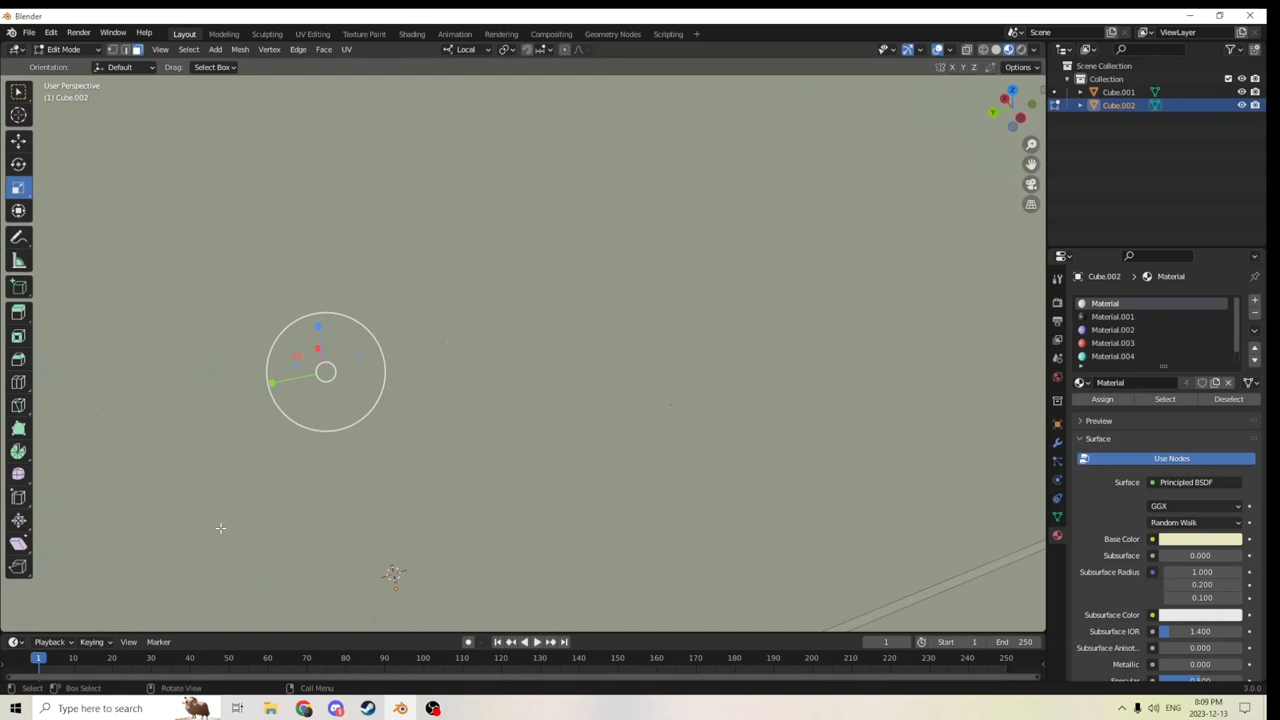 Blender
File Edit Render Window Help Layout Modeling Sculpting UV Editing Texture Paint Shading Animation Rendering Compositing Geometry Nodes Scripting + Scene ViewLayer
Edit Mode View Select Add Mesh Vertex Edge Face UV Local
Orientation: Default Drag: Select Box X Y Z Options
User Perspective
(1) Cube.002
Z
Y
Scene Collection
Collection
Cube.001
Cube.002
Cube.002 Material
Material
Material.001
Material.002
Material.003
Material.004
Material 4
Assign Select Deselect
Preview
Surface
Use Nodes
Surface Principled BSDF
GGX
Random Walk
Base Color
Subsurface 0.000
Subsurface Radius 1.000
0.200
0.100
Subsurface Color
Subsurface IOR 1.400
Subsurface Anisot... 0.000
Metallic 0.000
Playback Keying View Marker 1 Start 1 End 250
1 10 20 30 40 50 60 70 80 90 100 110 120 130 140 150 160 170 180 190 200 210 220 230 240 250
Select Box Select Rotate View Call Menu 3.0.0
Type here to search ENG 8:09 PM
2023-12-13